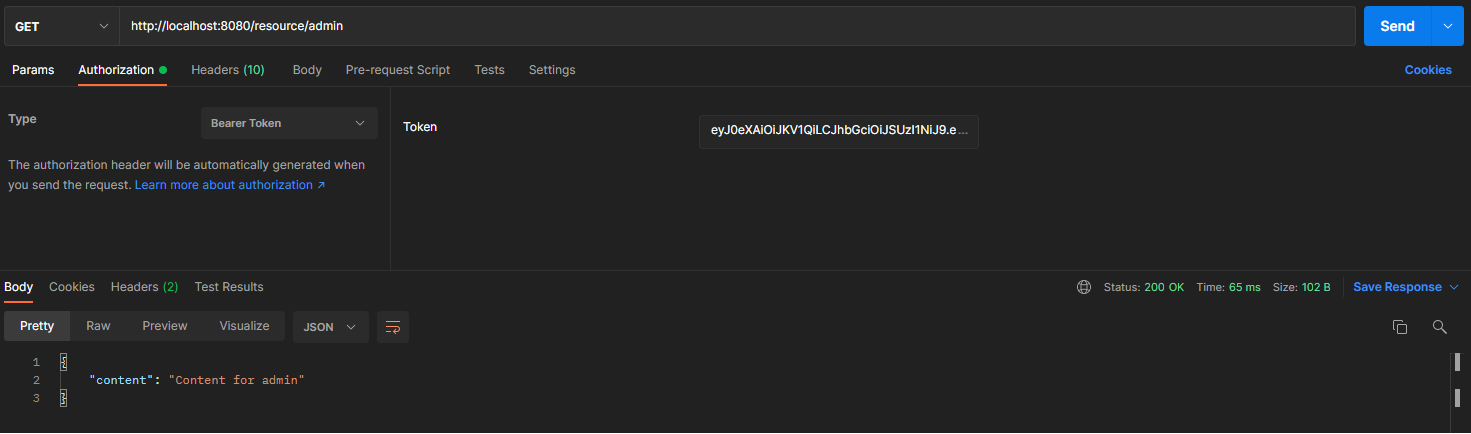 GET http://localhost:8080/resource/admin Send
Params Authorization Headers (10) Body Pre-request Script Tests Settings Cookies
Type Bearer Token
The authorization header will be automatically generated when
you send the request. Learn more about authorization ↗
Token eyJ0eXAiOiJKV1QiLCJhbGciOiJSUzI1NiJ9.e...
Body Cookies Headers (2) Test Results Status: 200 OK Time: 65 ms Size: 102 B Save Response
Pretty Raw Preview Visualize JSON
1 {
2 "content": "Content for admin"
3 }